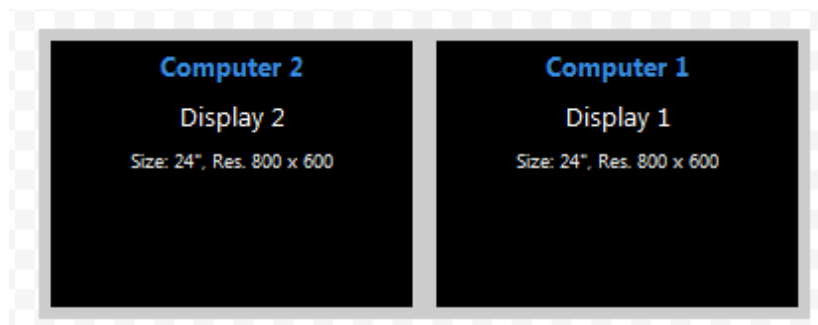 Computer 2
Display 2
Size: 24", Res. 800 x 600
Computer 1
Display 1
Size: 24", Res. 800 x 600